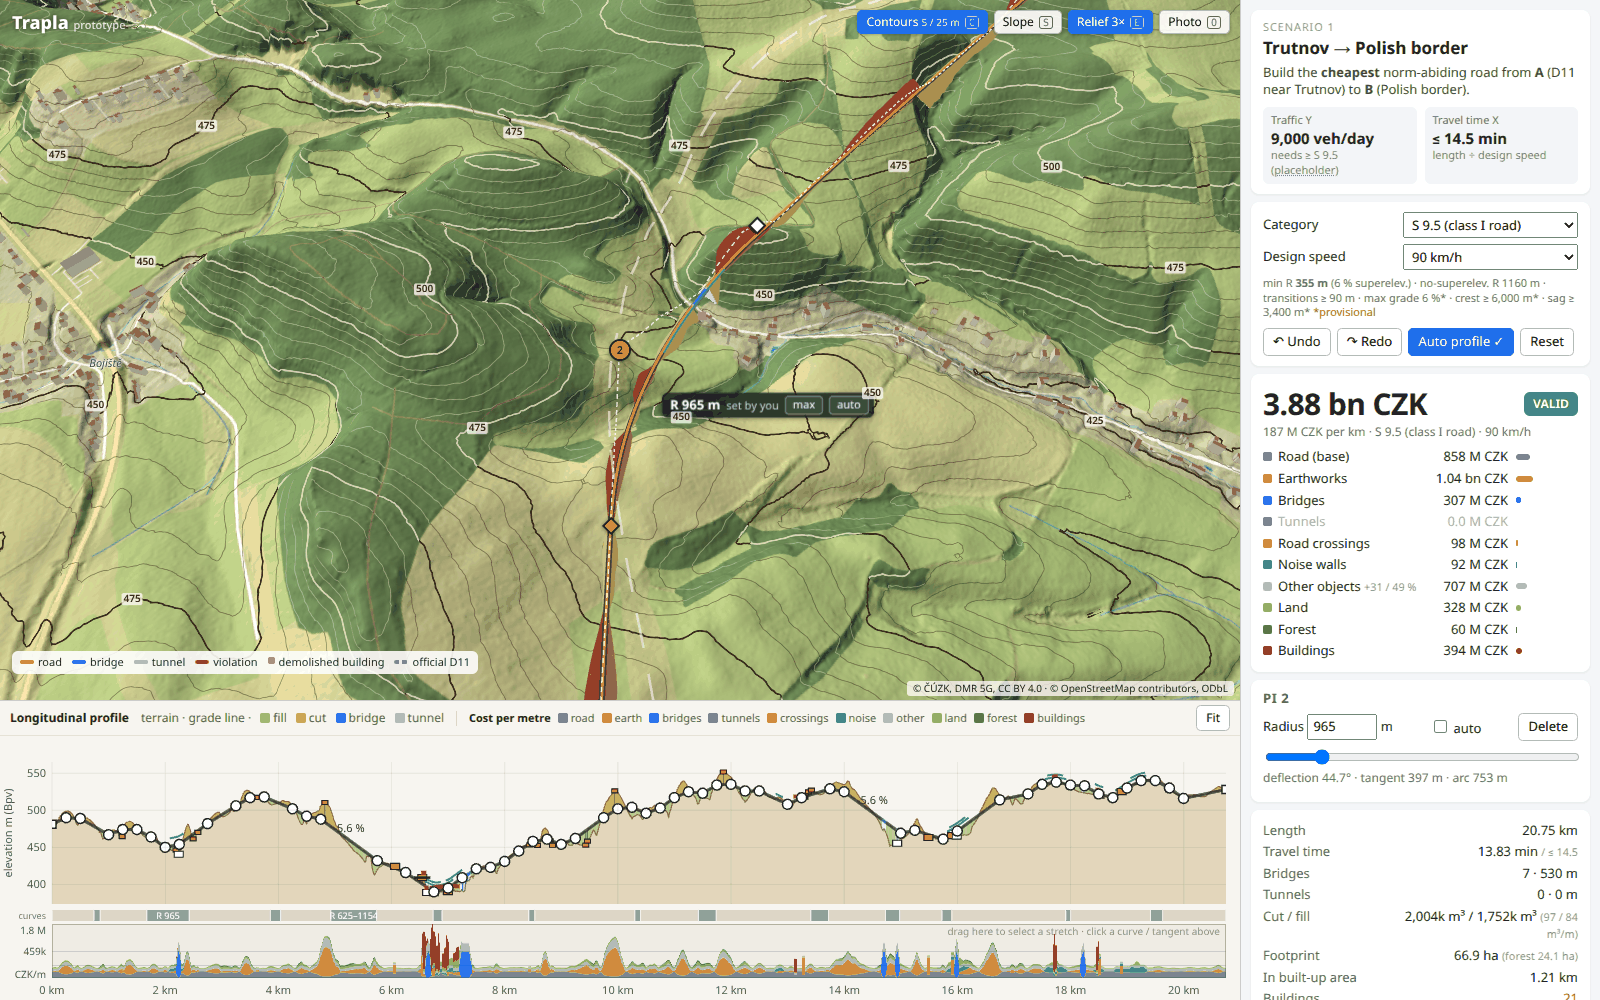 Trapla prototype
Contours 5 / 25 m C
Slope S
Relief 3× E
Photo O
475
475
475
475
475
500
450
500
450
475
Bojiště
450
475
2
R 965 m set by you max auto
450
450
425
475
road
bridge
tunnel
violation
demolished building
official D11
© ČÚZK, DMR 5G, CC BY 4.0 · © OpenStreetMap contributors, ODbL
Longitudinal profile terrain · grade line · fill cut bridge tunnel
Cost per metre road earth bridges tunnels crossings noise other land forest buildings
Fit
elevation m (Bpv)
550
500
450
400
5.6 %
5.6 %
curves
R 965
R 625–1154
1.8 M
459k
CZK/m
drag here to select a stretch · click a curve / tangent above
0 km
2 km
4 km
6 km
8 km
10 km
12 km
14 km
16 km
18 km
20 km
SCENARIO 1
Trutnov → Polish border
Build the cheapest norm-abiding road from A (D11
near Trutnov) to B (Polish border).
Traffic Y
9,000 veh/day
needs ≥ S 9.5
(placeholder)
Travel time X
≤ 14.5 min
length ÷ design speed
Category S 9.5 (class I road)
Design speed 90 km/h
min R 355 m (6 % superelev.) · no-superelev. R 1160 m ·
transitions ≥ 90 m · max grade 6 %* · crest ≥ 6,000 m* · sag ≥
3,400 m* *provisional
↶ Undo
↷ Redo
Auto profile ✓
Reset
3.88 bn CZK VALID
187 M CZK per km · S 9.5 (class I road) · 90 km/h
Road (base) 858 M CZK
Earthworks 1.04 bn CZK
Bridges 307 M CZK
Tunnels 0.0 M CZK
Road crossings 98 M CZK
Noise walls 92 M CZK
Other objects +31 / 49 % 707 M CZK
Land 328 M CZK
Forest 60 M CZK
Buildings 394 M CZK
PI 2
Radius 965 m auto Delete
deflection 44.7° · tangent 397 m · arc 753 m
Length 20.75 km
Travel time 13.83 min / ≤ 14.5
Bridges 7 · 530 m
Tunnels 0 · 0 m
Cut / fill 2,004k m³ / 1,752k m³ (97 / 84
m³/m)
Footprint 66.9 ha (forest 24.1 ha)
In built-up area 1.21 km
Buildings 21